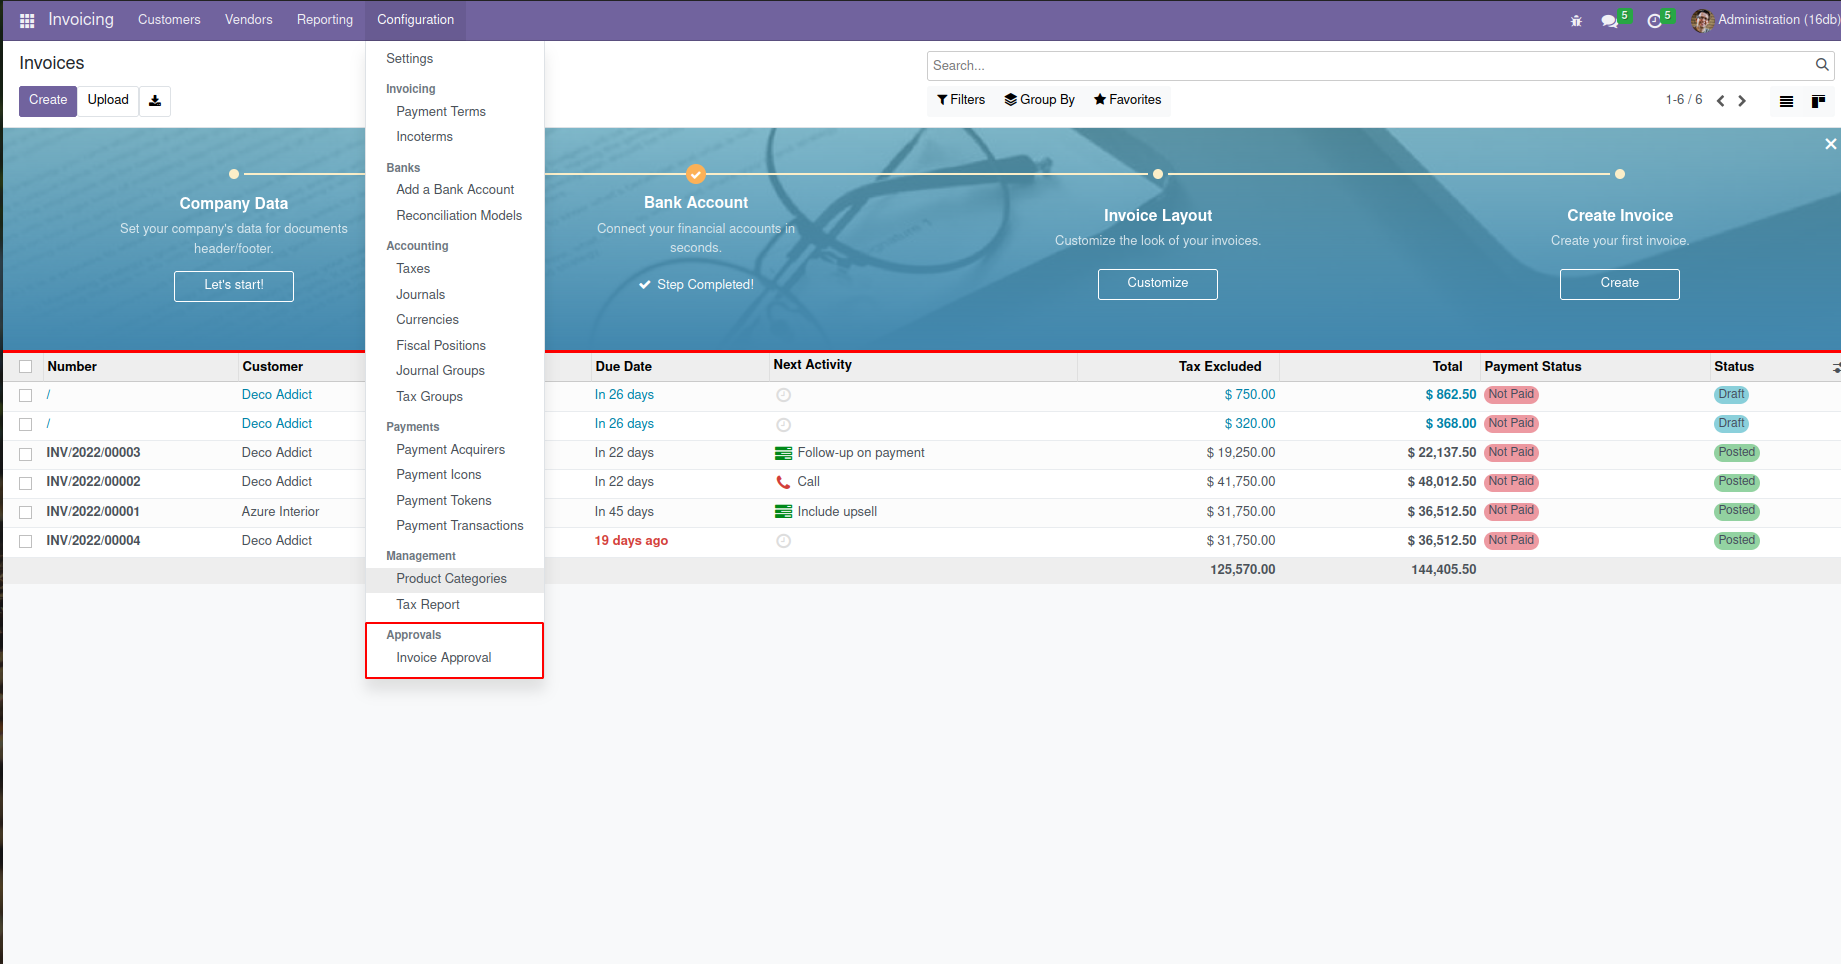 Invoicing Customers Vendors Reporting Configuration 5 5 Administration (16db)
Invoices
Search...
Create Upload
Filters Group By Favorites 1-6 / 6
Settings
Invoicing
Payment Terms
Incoterms
Banks
Add a Bank Account
Reconciliation Models
Accounting
Taxes
Journals
Currencies
Fiscal Positions
Journal Groups
Tax Groups
Payments
Payment Acquirers
Payment Icons
Payment Tokens
Payment Transactions
Management
Product Categories
Tax Report
Approvals
Invoice Approval
Company Data
Set your company's data for documents
header/footer.
Let's start!
Bank Account
Connect your financial accounts in
seconds.
Step Completed!
Invoice Layout
Customize the look of your invoices.
Customize
Create Invoice
Create your first invoice.
Create
Number Customer Due Date Next Activity Tax Excluded Total Payment Status Status
/ Deco Addict In 26 days $ 750.00 $ 862.50 Not Paid Draft
/ Deco Addict In 26 days $ 320.00 $ 368.00 Not Paid Draft
INV/2022/00003 Deco Addict In 22 days Follow-up on payment $ 19,250.00 $ 22,137.50 Not Paid Posted
INV/2022/00002 Deco Addict In 22 days Call $ 41,750.00 $ 48,012.50 Not Paid Posted
INV/2022/00001 Azure Interior In 45 days Include upsell $ 31,750.00 $ 36,512.50 Not Paid Posted
INV/2022/00004 Deco Addict 19 days ago $ 31,750.00 $ 36,512.50 Not Paid Posted
125,570.00 144,405.50